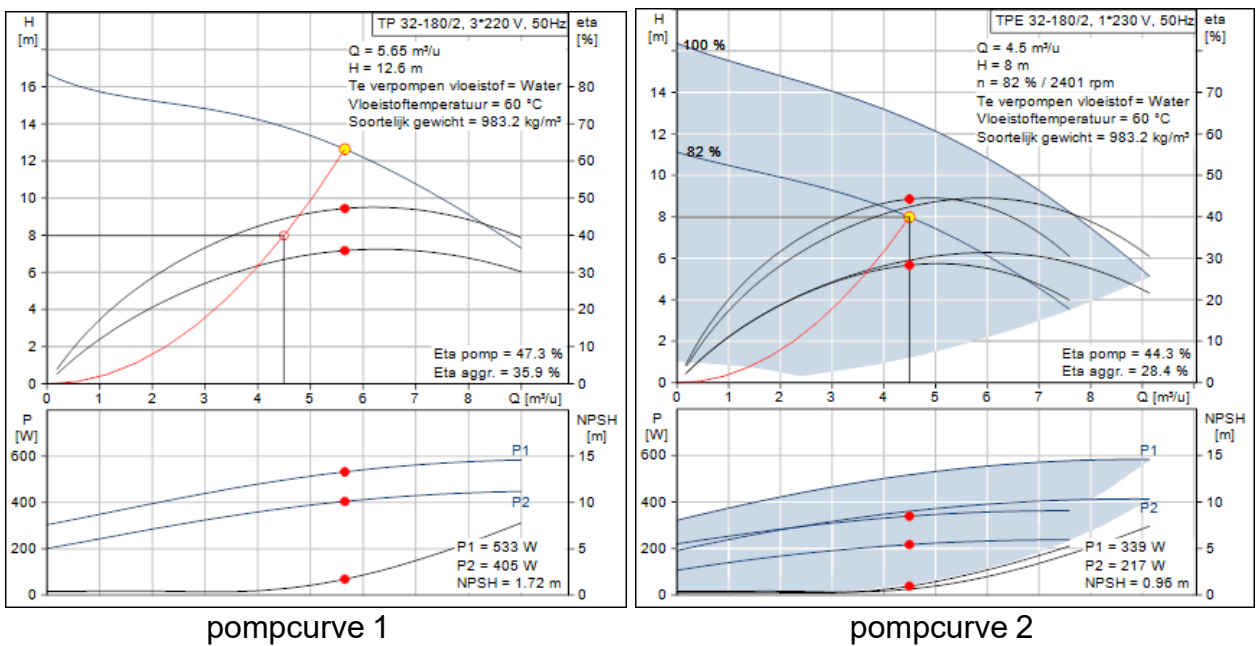 H
[m]
TP 32-180/2, 3*220 V, 50Hz
eta
[%]
Q = 5.65 m³/u
H = 12.6 m
Te verpompen vloeistof = Water
Vloeistoftemperatuur = 60 °C
Soortelijk gewicht = 983.2 kg/m³
16
14
12
10
8
6
4
2
0
80
70
60
50
40
30
20
10
0
Eta pomp = 47.3 %
Eta aggr. = 35.9 %
0 1 2 3 4 5 6 7 8 Q [m³/u]
P
[W]
NPSH
[m]
600
400
200
0
15
10
5
0
P1
P2
P1 = 533 W
P2 = 405 W
NPSH = 1.72 m
pompcurve 1
H
[m]
TPE 32-180/2, 1*230 V, 50Hz
eta
[%]
100 %
82 %
Q = 4.5 m³/u
H = 8 m
n = 82 % / 2401 rpm
Te verpompen vloeistof = Water
Vloeistoftemperatuur = 60 °C
Soortelijk gewicht = 983.2 kg/m³
14
12
10
8
6
4
2
0
70
60
50
40
30
20
10
0
Eta pomp = 44.3 %
Eta aggr. = 28.4 %
0 1 2 3 4 5 6 7 8 Q [m³/u]
P
[W]
NPSH
[m]
600
400
200
0
15
10
5
0
P1
P2
P1 = 339 W
P2 = 217 W
NPSH = 0.96 m
pompcurve 2